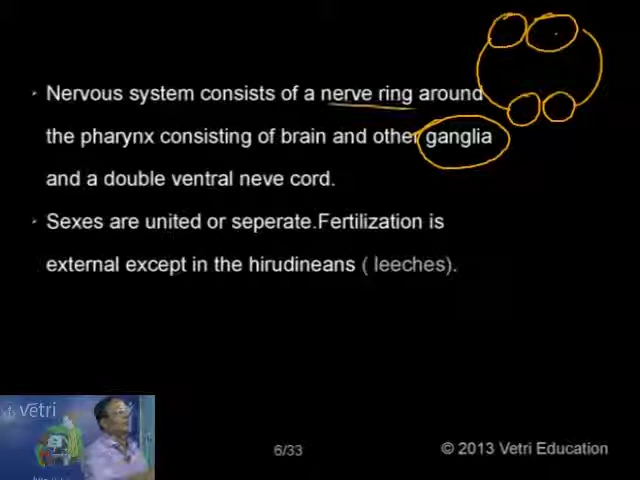 Nervous system consists of a nerve ring around
the pharynx consisting of brain and other ganglia
and a double ventral neve cord.
Sexes are united or seperate.Fertilization is
external except in the hirudineans ( leeches).
vetri
6/33
© 2013 Vetri Education